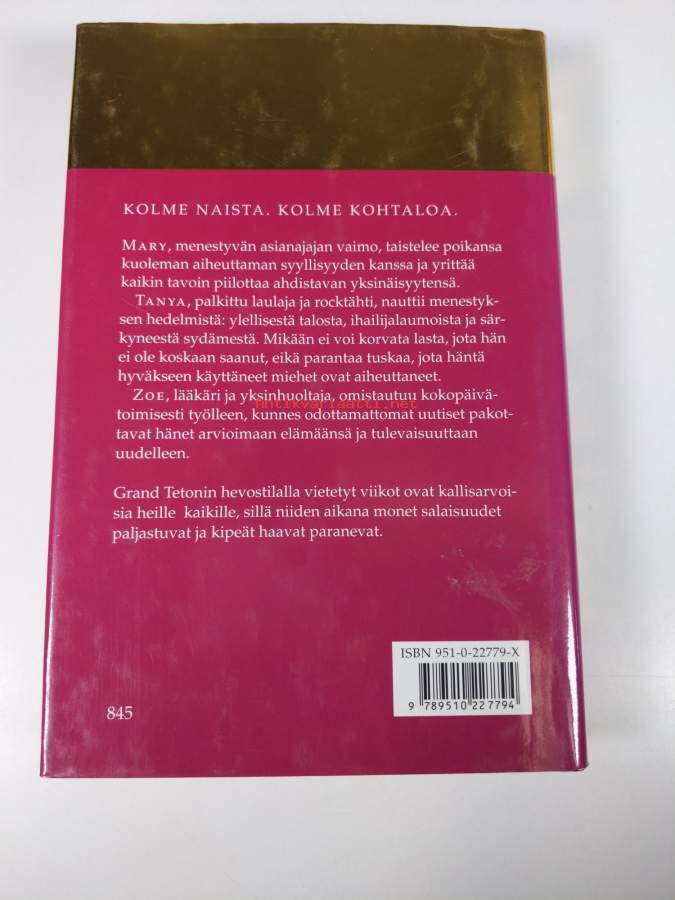 KOLME NAISTA. KOLME KOHTALOA.
MARY, menestyvän asianajajan vaimo, taistelee poikansa
kuoleman aiheuttaman syyllisyyden kanssa ja yrittää
kaikin tavoin piilottaa ahdistavan yksinäisyytensä.
TANYA, palkittu laulaja ja rocktähti, nauttii menestyk-
sen hedelmistä: ylellisestä talosta, ihailijalaumoista ja sär-
kyneestä sydämestä. Mikään ei voi korvata lasta, jota hän
ei ole koskaan saanut, eikä parantaa tuskaa, jota häntä
hyväkseen käyttäneet miehet ovat aiheuttaneet.
ZOE, lääkäri ja yksinhuoltaja, omistautuu kokopäivä-
Antikvariaatti.net
toimisesti työlleen, kunnes odottamattomat uutiset pakot-
tavat hänet arvioimaan elämäänsä ja tulevaisuuttaan
uudelleen.
Grand Tetonin hevostilalla vietetyt viikot ovat kallisarvoi-
sia heille kaikille, sillä niiden aikana monet salaisuudet
paljastuvat ja kipeät haavat paranevat.
ISBN 951-0-22779-X
9 789510 227794
845